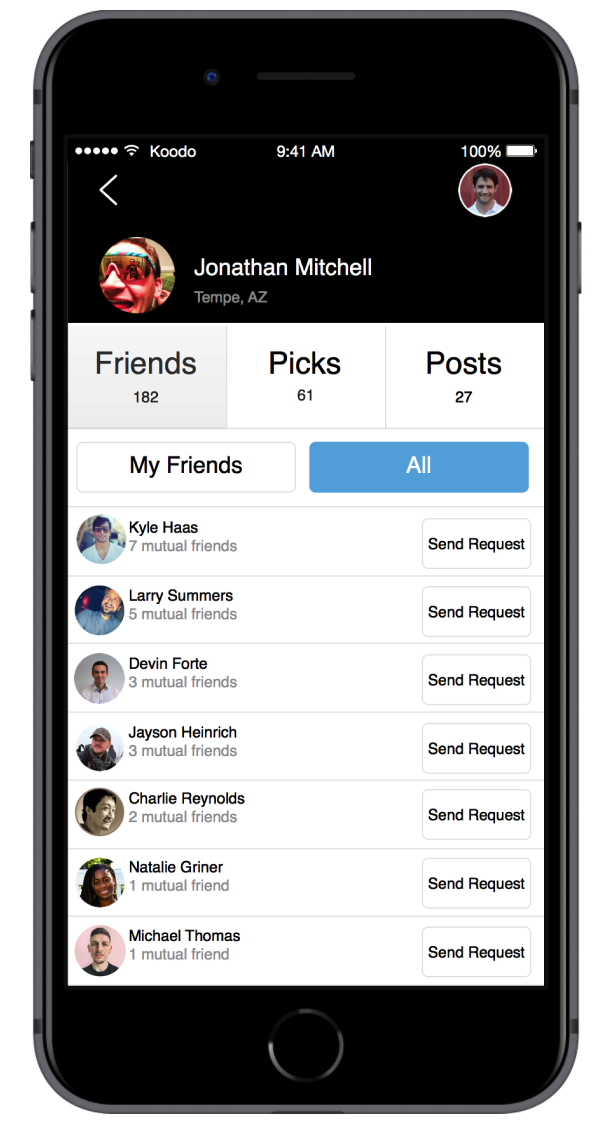 Koodo 9:41 AM 100%
Jonathan Mitchell
Tempe, AZ
Friends Picks Posts
182 61 27
My Friends All
Kyle Haas
7 mutual friends
Send Request
Larry Summers
5 mutual friends
Send Request
Devin Forte
3 mutual friends
Send Request
Jayson Heinrich
3 mutual friends
Send Request
Charlie Reynolds
2 mutual friends
Send Request
Natalie Griner
1 mutual friend
Send Request
Michael Thomas
1 mutual friend
Send Request